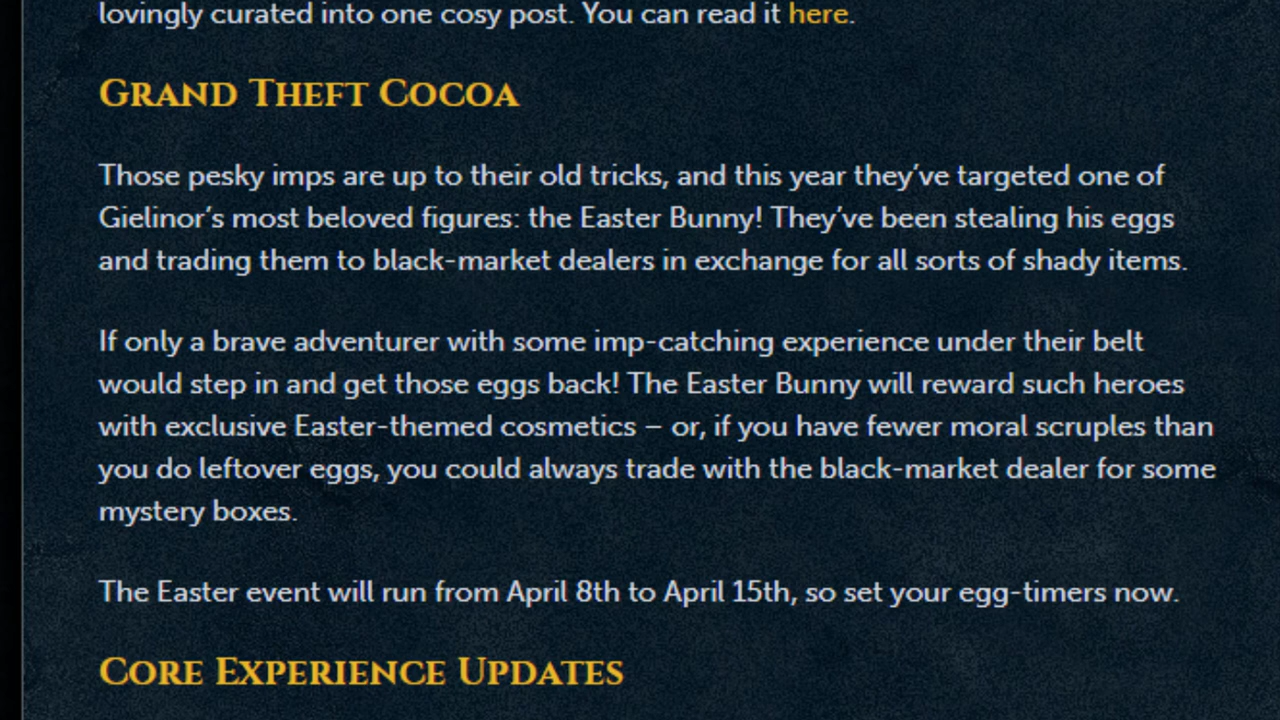 lovingly curated into one cosy post. You can read it here.
Grand Theft Cocoa
Those pesky imps are up to their old tricks, and this year they’ve targeted one of
Gielinor’s most beloved figures: the Easter Bunny! They’ve been stealing his eggs
and trading them to black-market dealers in exchange for all sorts of shady items.
If only a brave adventurer with some imp-catching experience under their belt
would step in and get those eggs back! The Easter Bunny will reward such heroes
with exclusive Easter-themed cosmetics – or, if you have fewer moral scruples than
you do leftover eggs, you could always trade with the black-market dealer for some
mystery boxes.
The Easter event will run from April 8th to April 15th, so set your egg-timers now.
Core Experience Updates